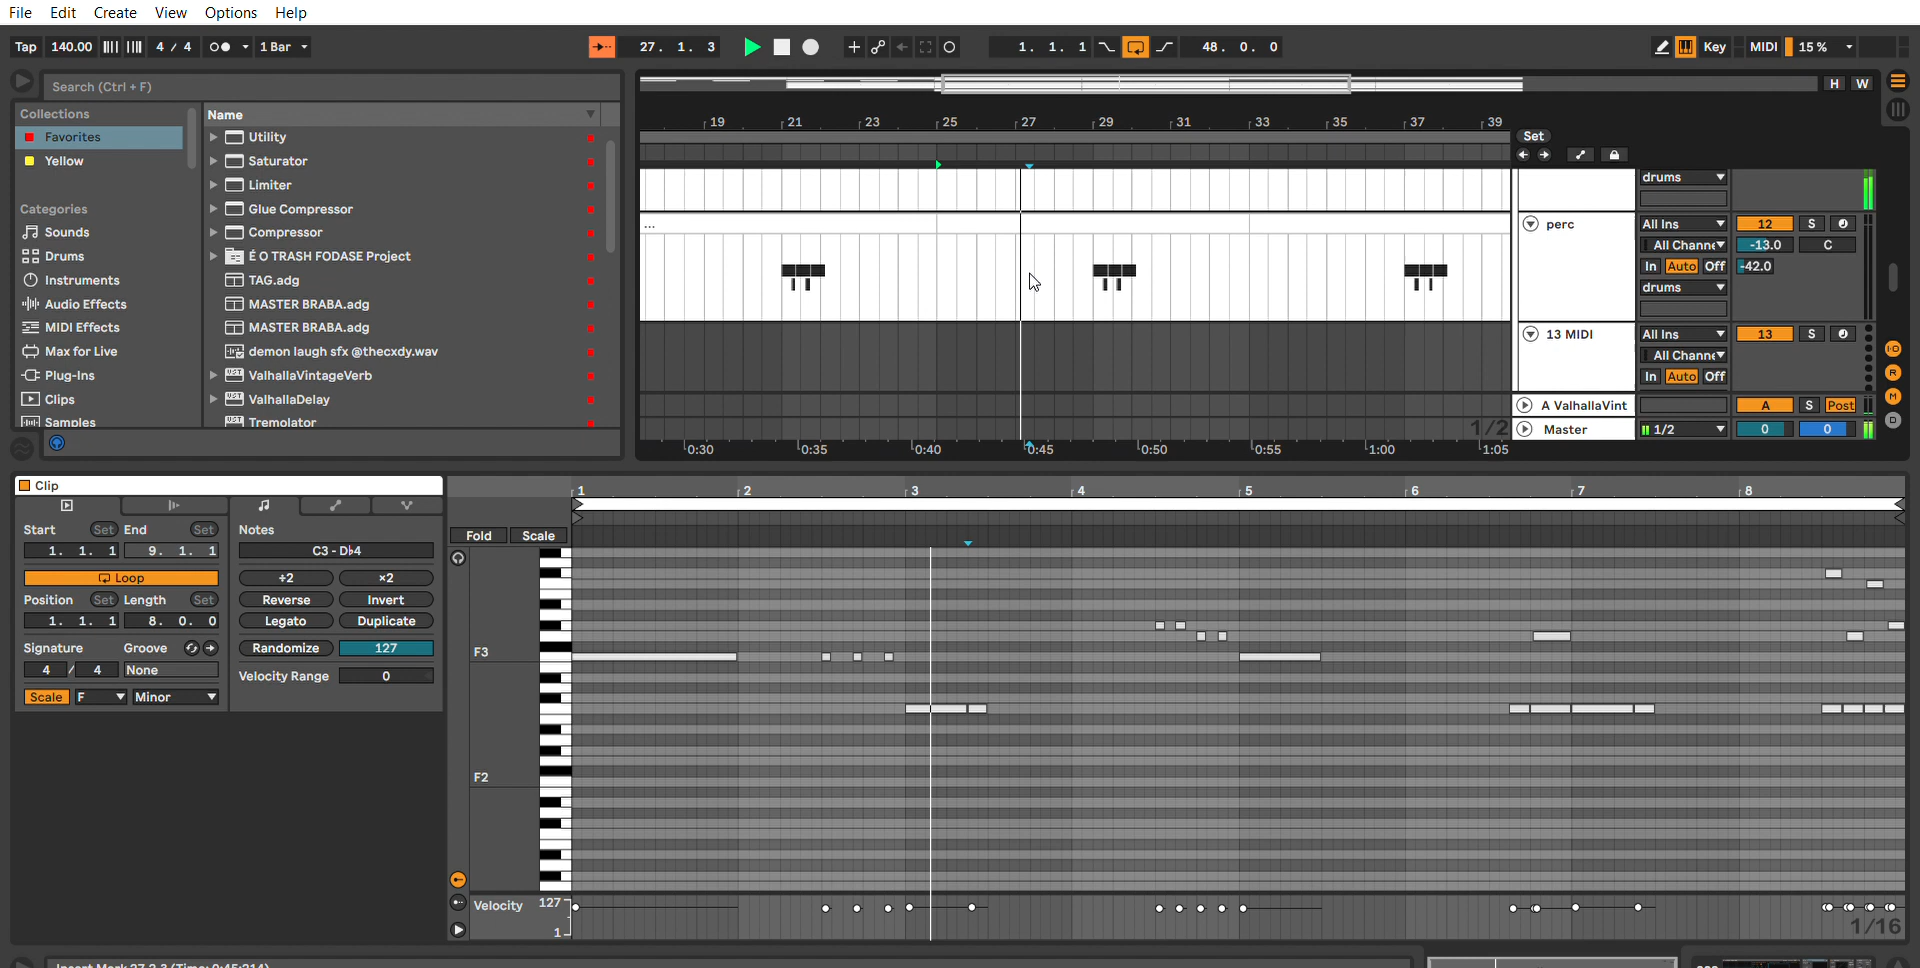 File Edit Create View Options Help
Tap 140.00 4 / 4 1 Bar 27. 1. 3 1. 1. 1 48. 0. 0 Key MIDI 15 %
Search (Ctrl + F) H W
Collections Name
Favorites Utility
Yellow Saturator
Limiter
Categories Glue Compressor
Sounds Compressor
Drums É O TRASH FODASE Project
Instruments TAG.adg
Audio Effects MASTER BRABA.adg
MIDI Effects MASTER BRABA.adg
Max for Live demon laugh sfx @thecxdy.wav
Plug-Ins ValhallaVintageVerb
Clips ValhallaDelay
Samples Tremolator
19 21 23 25 27 29 31 33 35 37 39
Set
drums
... perc All Ins 12 S
All Channe -13.0 C
In Auto Off -42.0
drums
13 MIDI All Ins 13 S
All Channe
In Auto Off
A ValhallaVint A S Post
1/2 Master 1/2 0 0
0:30 0:35 0:40 0:45 0:50 0:55 1:00 1:05
I·O
R
M
D
Clip
Start Set End Set Notes
1. 1. 1 9. 1. 1 C3 - D♭4
Loop ÷2 ×2
Position Set Length Set Reverse Invert
1. 1. 1 8. 0. 0 Legato Duplicate
Signature Groove Randomize 127
4 / 4 None Velocity Range 0
Scale F Minor
1 2 3 4 5 6 7 8
Fold Scale
F3
F2
Velocity 127
1
1/16
Insert Mark 27.2.3 (Time: 0:45:214)